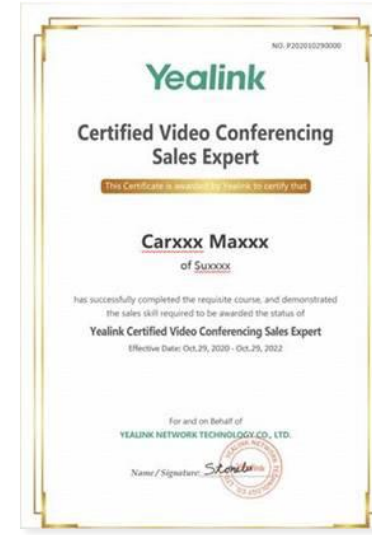 NO. P202010290000
Yealink
Certified Video Conferencing
Sales Expert
This Certificate is awarded by Yealink to certify that
Carxxx Maxxx
of Suxxxx
has successfully completed the requisite course, and demonstrated
the sales skill required to be awarded the status of
Yealink Certified Video Conferencing Sales Expert
Effective Date: Oct.29, 2020 - Oct.29, 2022
For and on Behalf of
YEALINK NETWORK TECHNOLOGY CO., LTD.
Name / Signature: